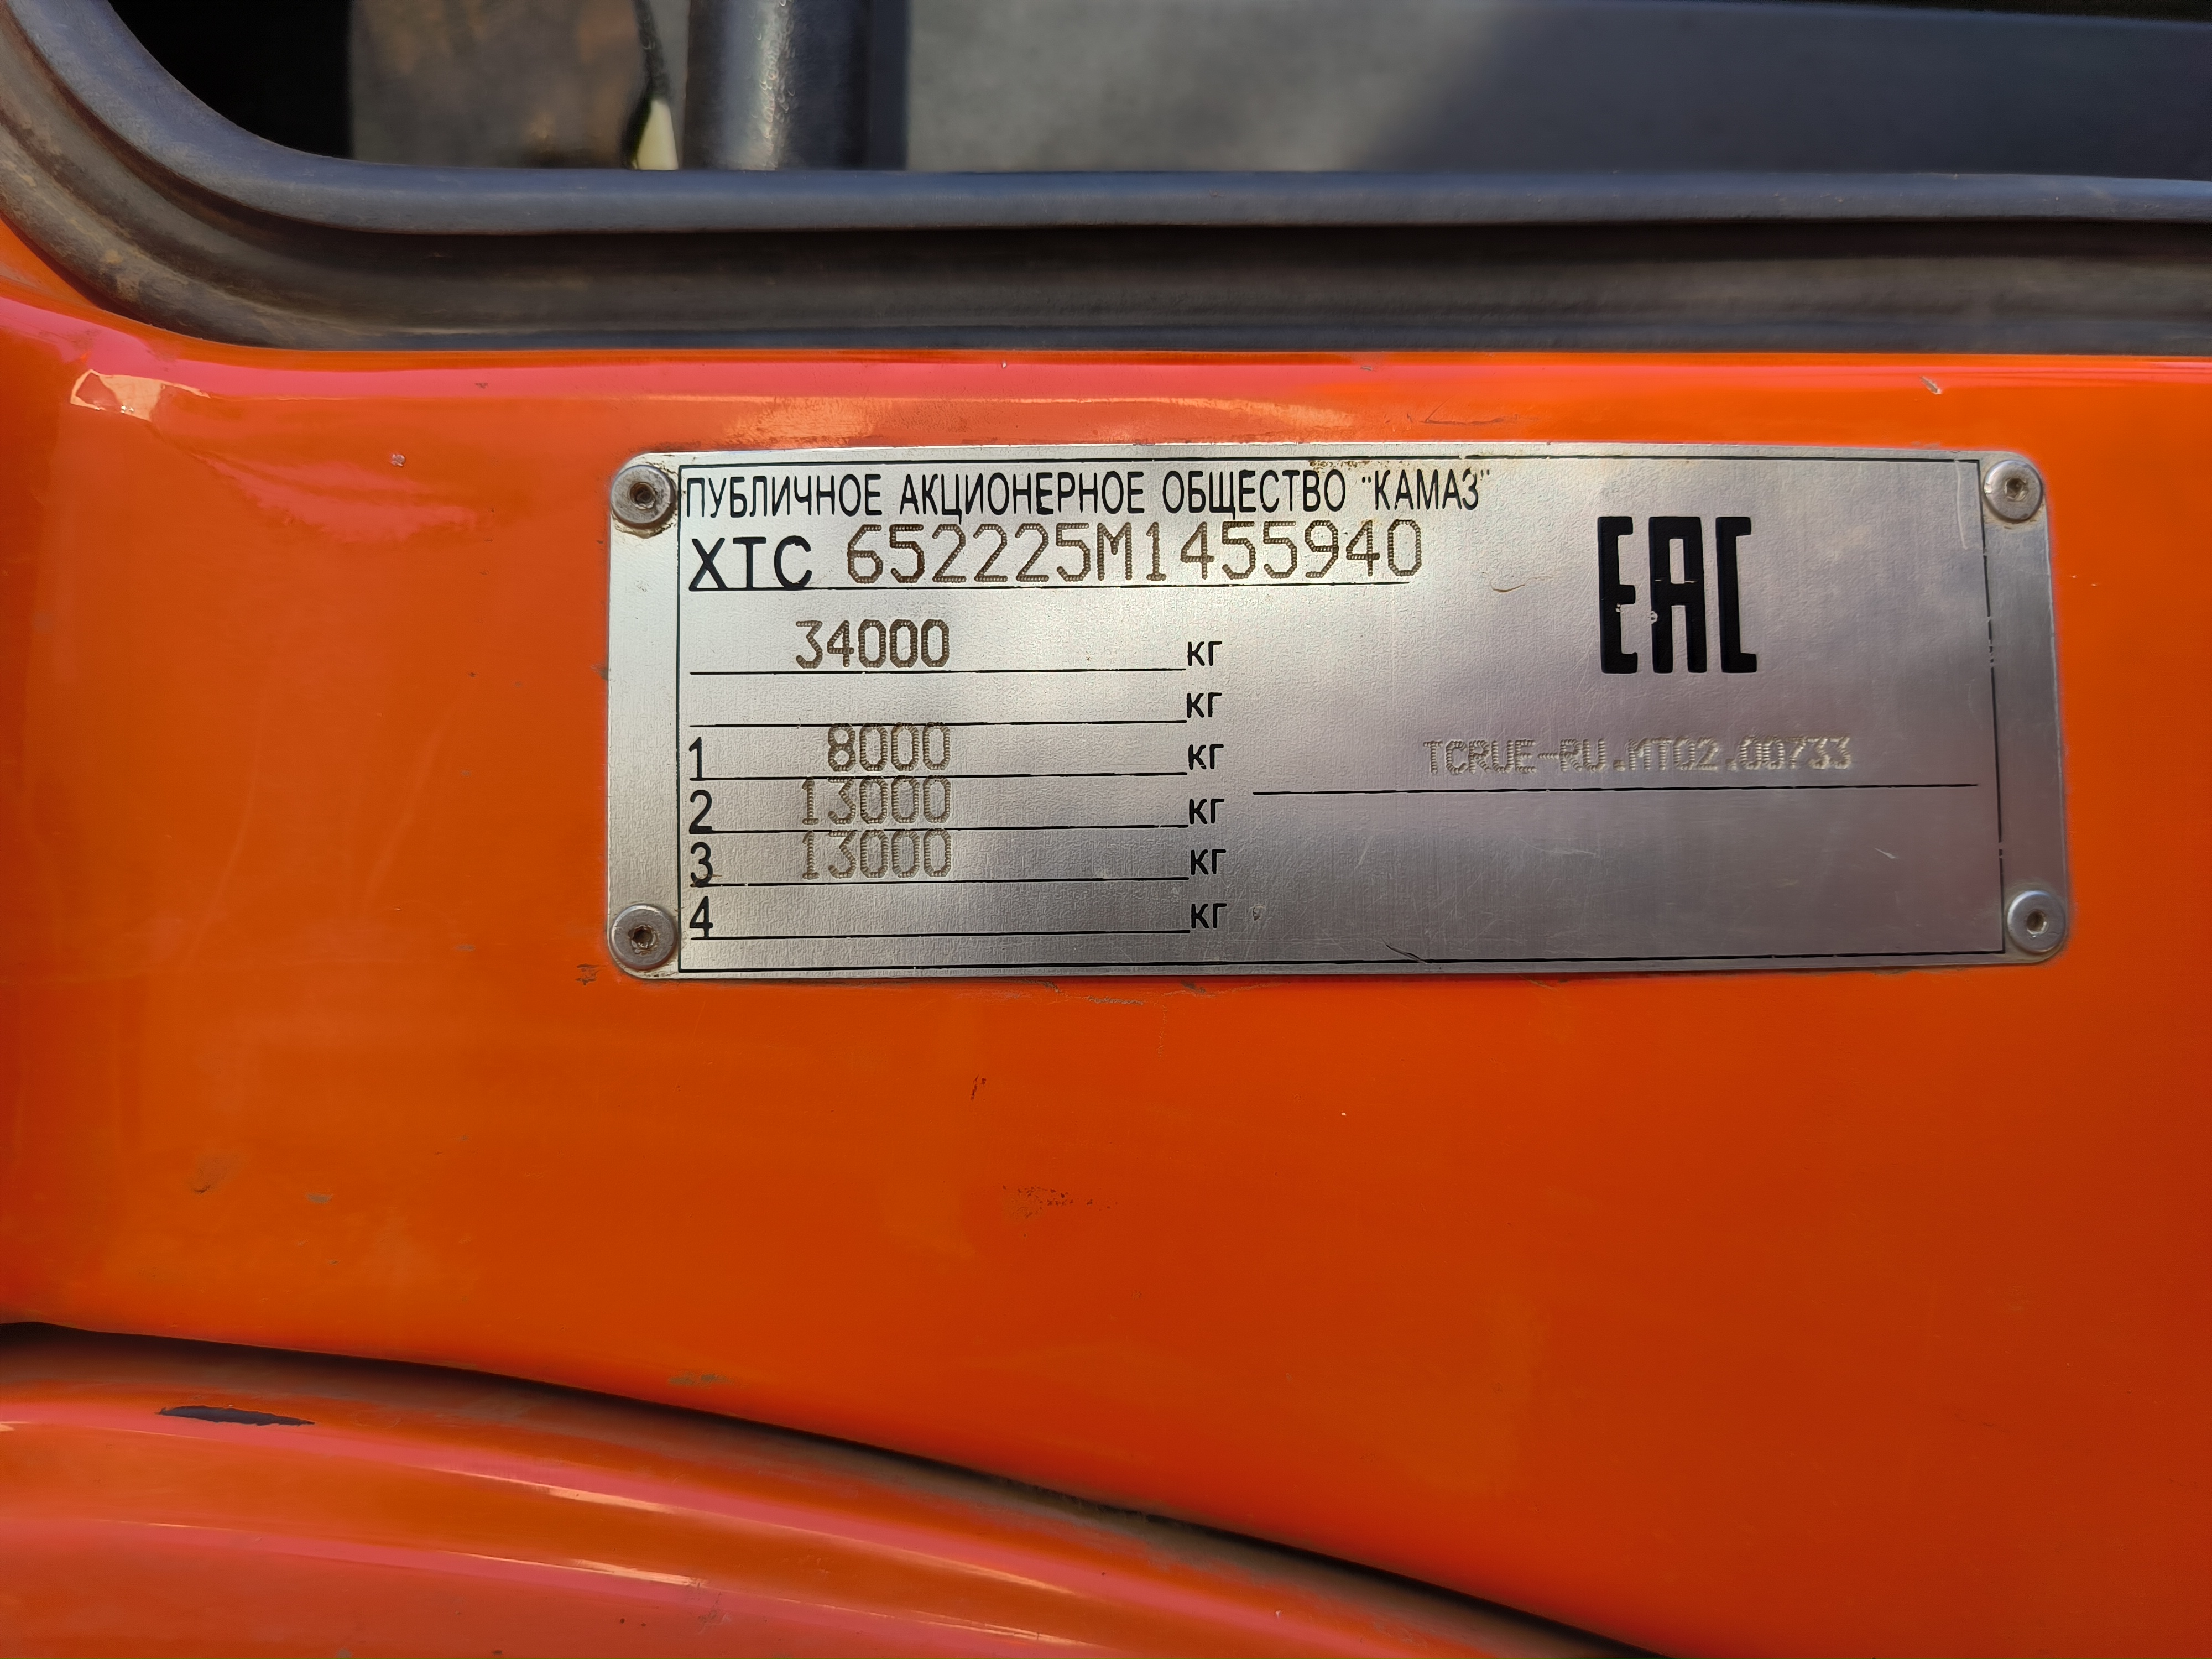 ПУБЛИЧНОЕ АКЦИОНЕРНОЕ ОБЩЕСТВО "КАМАЗ"
XTC 652225M1455940
34000 кг
кг
1 8000 кг
2 13000 кг
3 13000 кг
4 кг
EAC
TCRUE-RU.MT02.00733